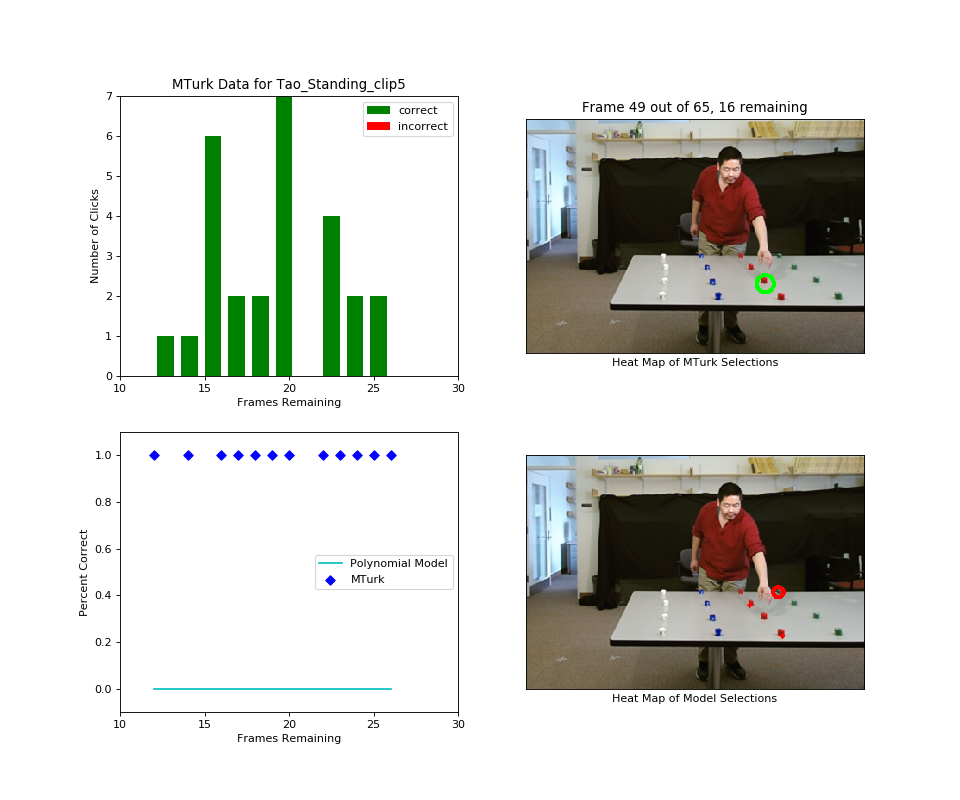 MTurk Data for Tao_Standing_clip5
7
6
5
4
3
2
1
0
Number of Clicks
correct
incorrect
10 15 20 25 30
Frames Remaining
Frame 49 out of 65, 16 remaining
Heat Map of MTurk Selections
1.0
0.8
0.6
0.4
0.2
0.0
Percent Correct
Polynomial Model
MTurk
10 15 20 25 30
Frames Remaining
Heat Map of Model Selections